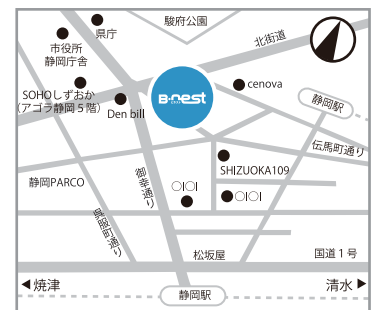 駿府公園
県庁
北街道
市役所
静岡庁舎
B-nest
cenova
SOHOしずおか
（アゴラ静岡５階）
Den bill
静岡駅
伝馬町通り
SHIZUOKA109
静岡PARCO
御幸通り
○I○I
●○I○I
呉服町通り
松坂屋
国道１号
◀焼津
静岡駅
清水▶